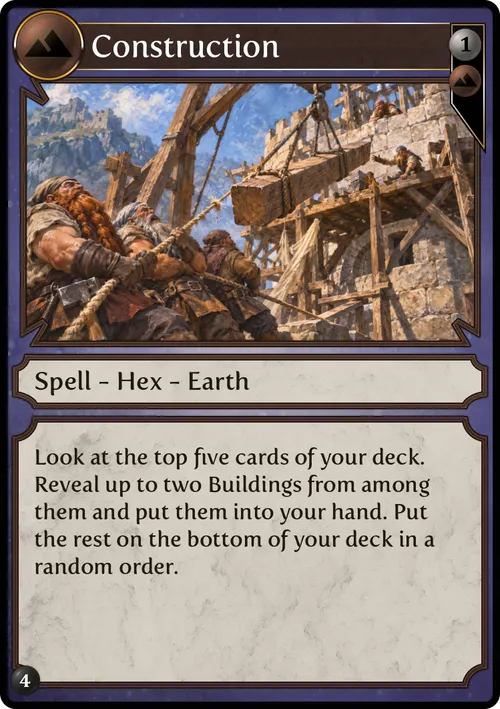 Construction
1
Spell - Hex - Earth
Look at the top five cards of your deck.
Reveal up to two Buildings from among
them and put them into your hand. Put
the rest on the bottom of your deck in a
random order.
4